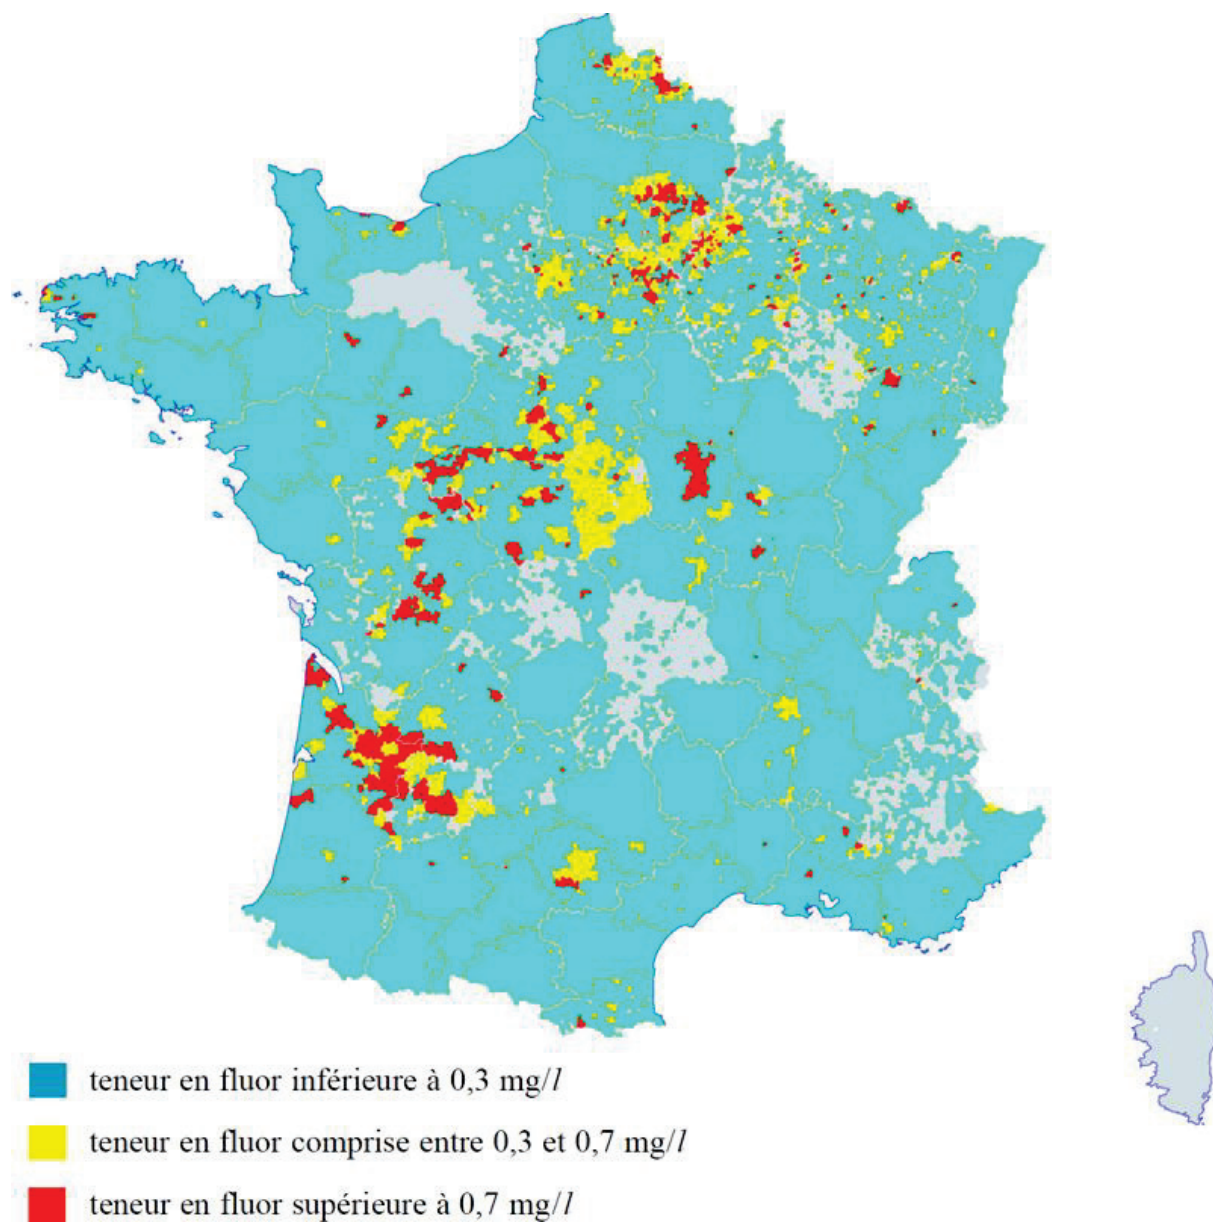 teneur en fluor inférieure à 0,3 mg/l
teneur en fluor comprise entre 0,3 et 0,7 mg/l
teneur en fluor supérieure à 0,7 mg/l